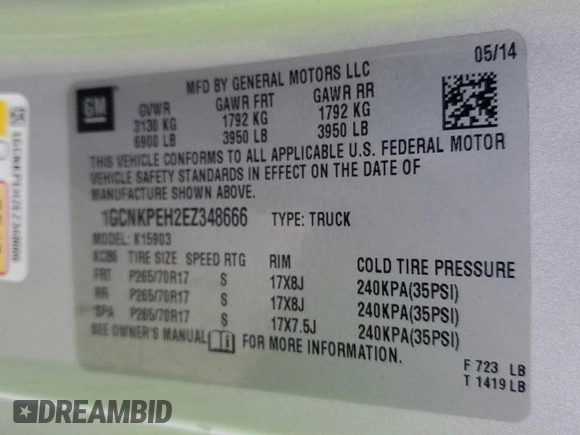 05/14
MFD BY GENERAL MOTORS LLC
GM
GVWR GAWR FRT GAWR RR
3130 KG 1792 KG 1792 KG
6900 LB 3950 LB 3950 LB
THIS VEHICLE CONFORMS TO ALL APPLICABLE U.S. FEDERAL MOTOR
VEHICLE SAFETY STANDARDS IN EFFECT ON THE DATE OF
MANUFACTURE SHOWN ABOVE.
1GCNKPEH2EZ348666 TYPE: TRUCK
MODEL: K15903
KCB6 TIRE SIZE SPEED RTG RIM COLD TIRE PRESSURE
FRT P265/70R17 S 17X8J 240KPA(35PSI)
RR P265/70R17 S 17X8J 240KPA(35PSI)
SPA P265/70R17 S 17X7.5J 240KPA(35PSI)
SEE OWNER'S MANUAL FOR MORE INFORMATION.
F 723 LB
T 1419 LB
DREAMBID